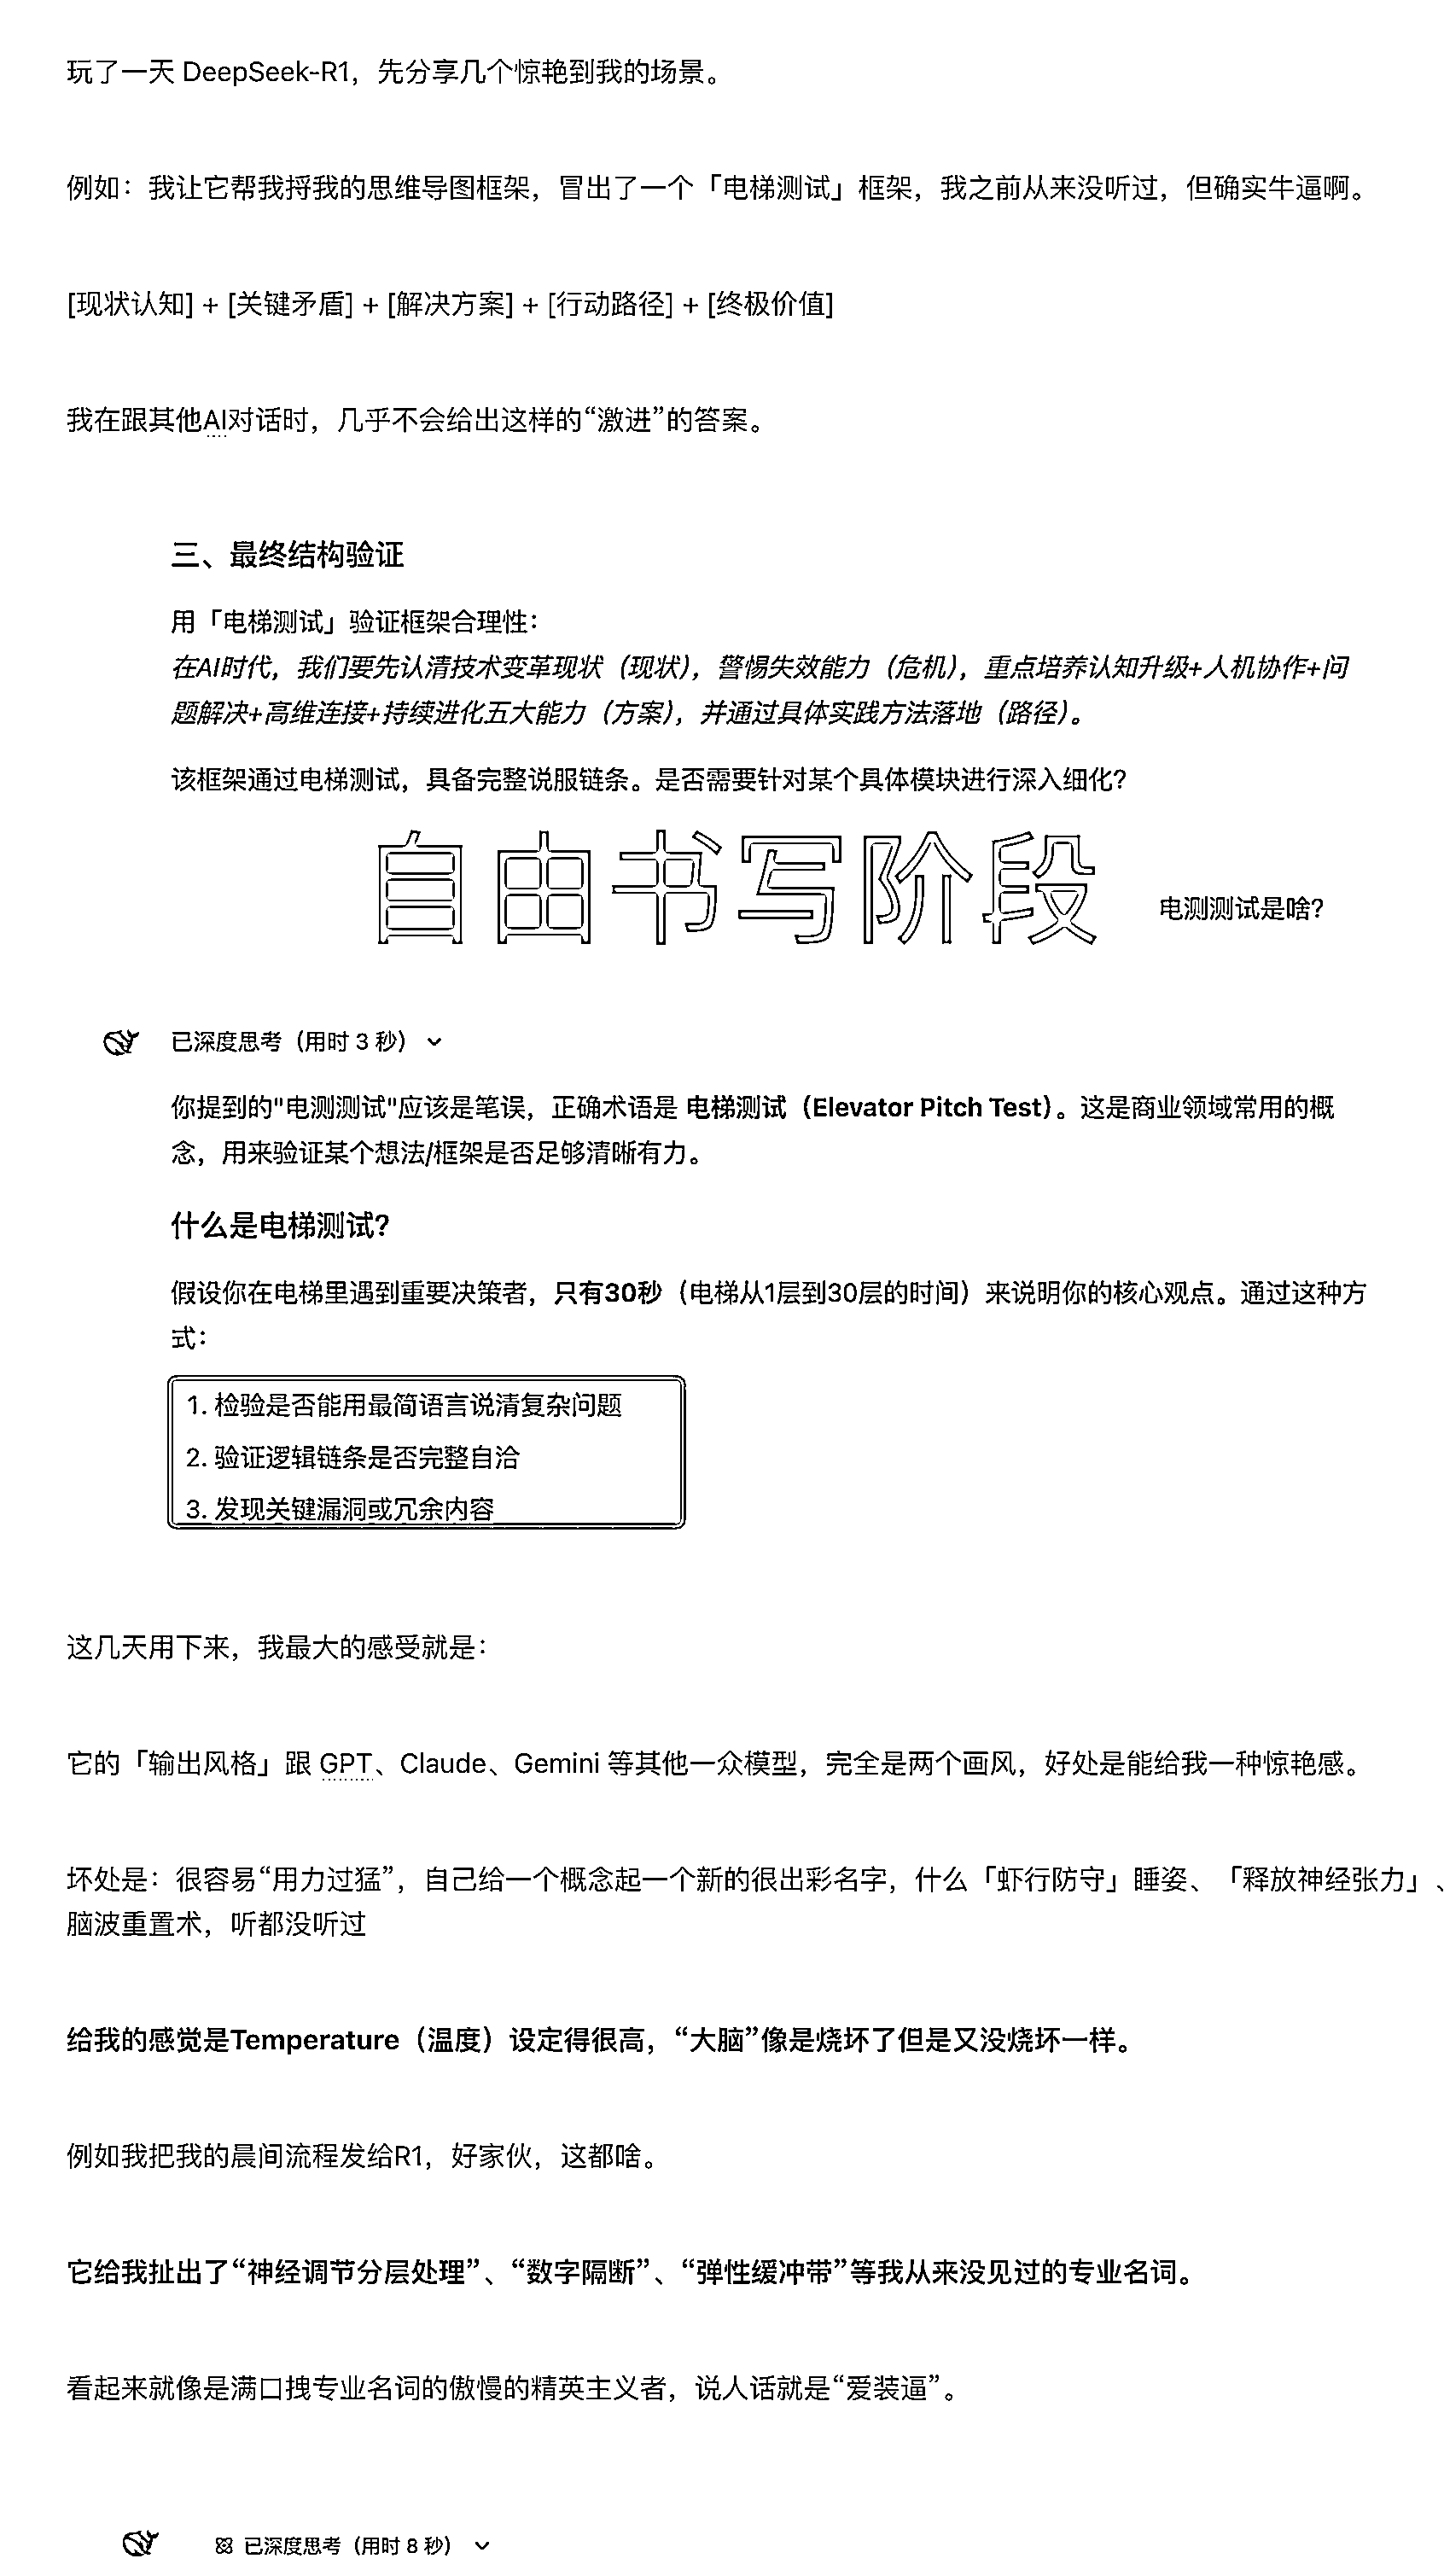 玩了一天 DeepSeek-R1，先分享几个惊艳到我的场景。
例如：我让它帮我捋我的思维导图框架，冒出了一个「电梯测试」框架，我之前从来没听过，但确实牛逼啊。
[现状认知] + [关键矛盾] + [解决方案] + [行动路径] + [终极价值]
我在跟其他AI对话时，几乎不会给出这样的“激进”的答案。
三、最终结构验证
用「电梯测试」验证框架合理性：
在AI时代，我们要先认清技术变革现状（现状），警惕失效能力（危机），重点培养认知升级+人机协作+问
题解决+高维连接+持续进化五大能力（方案），并通过具体实践方法落地（路径）。
该框架通过电梯测试，具备完整说服链条。是否需要针对某个具体模块进行深入细化？
自由书写阶段
电测测试是啥？
已深度思考（用时 3 �）
你提到的"电测测试"应该是笔误，正确术语是 电梯测试（Elevator Pitch Test）。这是商业领域常用的概
念，用来验证某个想法/框架是否足够清晰有力。
什么是电梯测试？
假设你在电梯里遇到重要决策者，只有30秒（电梯从1层到30层的时间）来说明你的核心观点。通过这种方
式：
1. 检验是否能用最简语言说清复杂问题
2. 验证逻辑链条是否完整自洽
3. 发现关键漏洞或冗余内容
这几天用下来，我最大的感受就是：
它的「输出风格」跟 GPT、Claude、Gemini 等其他一众模型，完全是两个画风，好处是能给我一种惊艳感。
坏处是：很容易“用力过猛”，自己给一个概念起一个新的很出彩名字，什么「虾行防守」睡姿、「释放神经张力」、
脑波重置术，听都没听过
给我的感觉是Temperature（温度）设定得很高，“大脑”像是烧坏了但是又没烧坏一样。
例如我把我的晨间流程发给R1，好家伙，这都啥。
它给我扯出了“神经调节分层处理”、“数字隔断”、“弹性缓冲带”等我从来没见过的专业名词。
看起来就像是满口拽专业名词的傲慢的精英主义者，说人话就是“爱装逼”。
已深度思考（用时 8 秒）